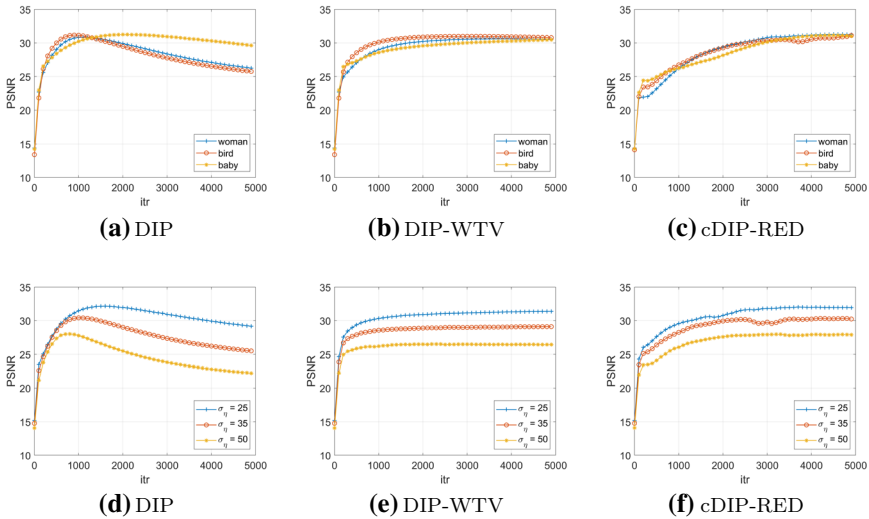 35
30
25
20
15
10
PSNR
0 1000 2000 3000 4000 5000
itr
woman
bird
baby
(a) DIP
35
30
25
20
15
10
PSNR
0 1000 2000 3000 4000 5000
itr
woman
bird
baby
(b) DIP-WTV
35
30
25
20
15
10
PSNR
0 1000 2000 3000 4000 5000
itr
woman
bird
baby
(c) cDIP-RED
35
30
25
20
15
10
PSNR
0 1000 2000 3000 4000 5000
itr
σ_η = 25
σ_η = 35
σ_η = 50
(d) DIP
35
30
25
20
15
10
PSNR
0 1000 2000 3000 4000 5000
itr
σ_η = 25
σ_η = 35
σ_η = 50
(e) DIP-WTV
35
30
25
20
15
10
PSNR
0 1000 2000 3000 4000 5000
itr
σ_η = 25
σ_η = 35
σ_η = 50
(f) cDIP-RED